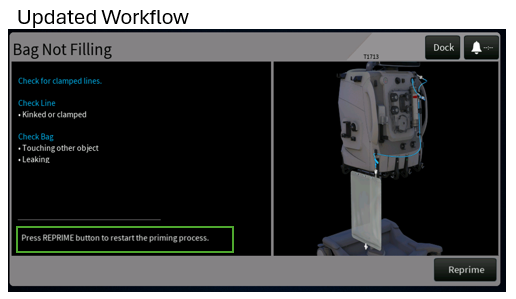 Updated Workflow
Bag Not Filling
T1713
Dock
--:--
Check for clamped lines.
Check Line
• Kinked or clamped
Check Bag
• Touching other object
• Leaking
Press REPRIME button to restart the priming process.
Reprime